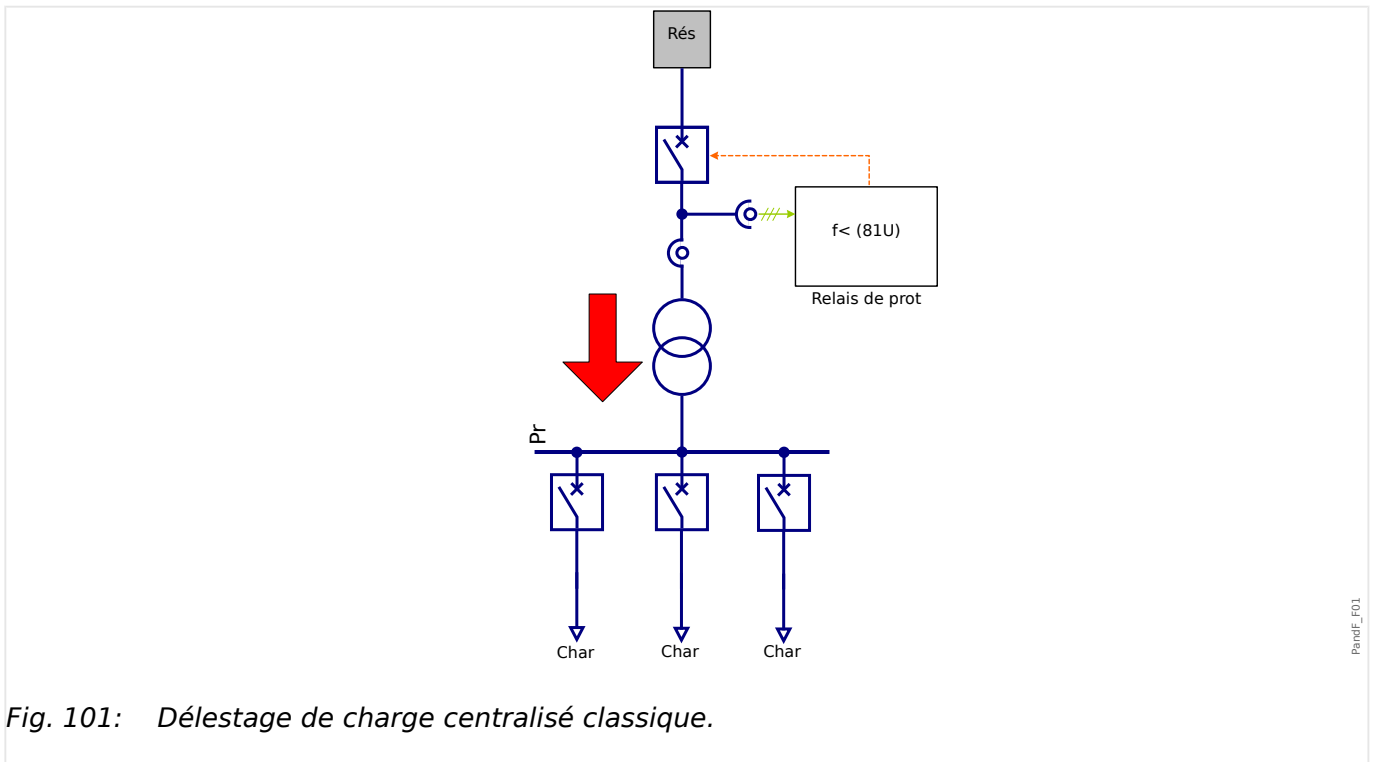 Rés
f< (81U)
Relais de prot
Pr
Char
Char
Char
PandF_F01
Fig. 101: Délestage de charge centralisé classique.